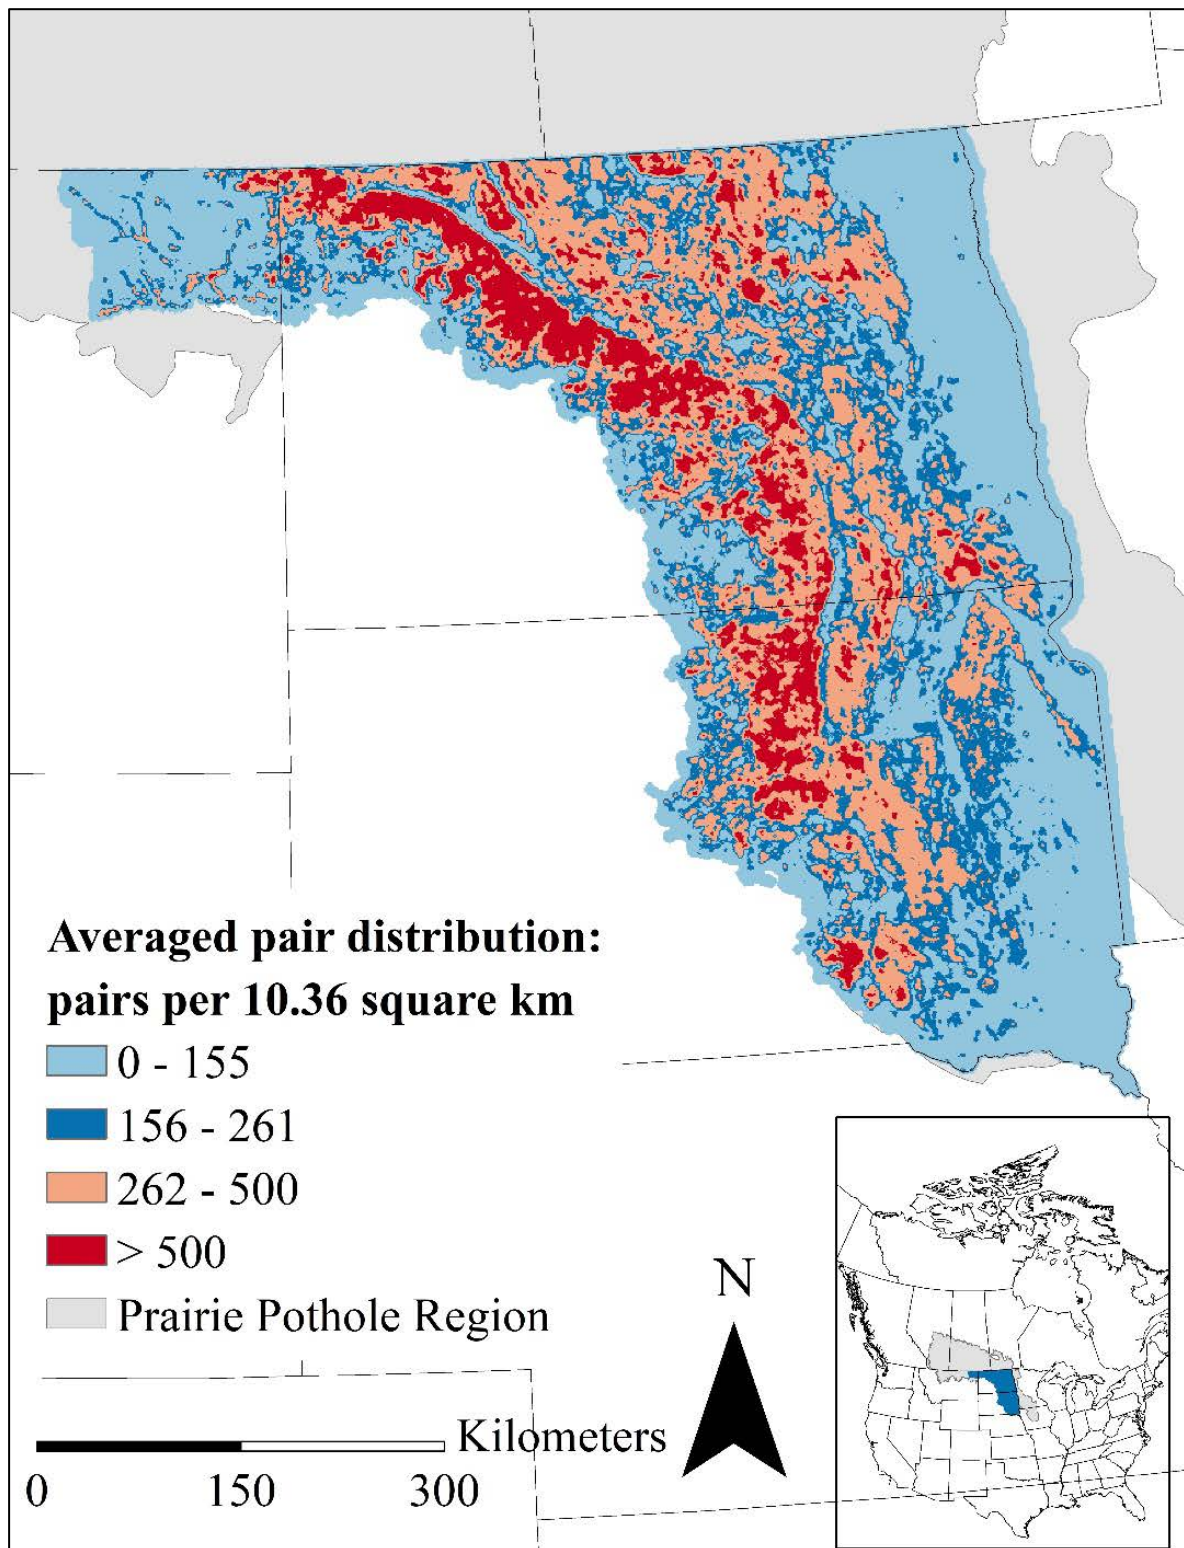 Averaged pair distribution:
pairs per 10.36 square km
0 - 155
156 - 261
262 - 500
> 500
Prairie Pothole Region
N
Kilometers
0 150 300